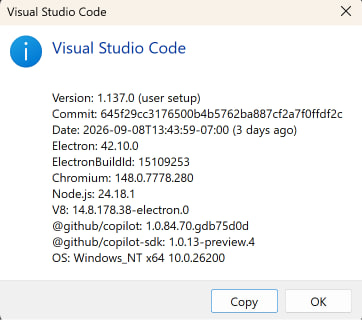 Visual Studio Code
Visual Studio Code
Version: 1.137.0 (user setup)
Commit: 645f29cc3176500b4b5762ba887cf2a7f0ffdf2c
Date: 2026-09-08T13:43:59-07:00 (3 days ago)
Electron: 42.10.0
ElectronBuildId: 15109253
Chromium: 148.0.7778.280
Node.js: 24.18.1
V8: 14.8.178.38-electron.0
@github/copilot: 1.0.84.70.gdb75d0d
@github/copilot-sdk: 1.0.13-preview.4
OS: Windows_NT x64 10.0.26200
Copy
OK